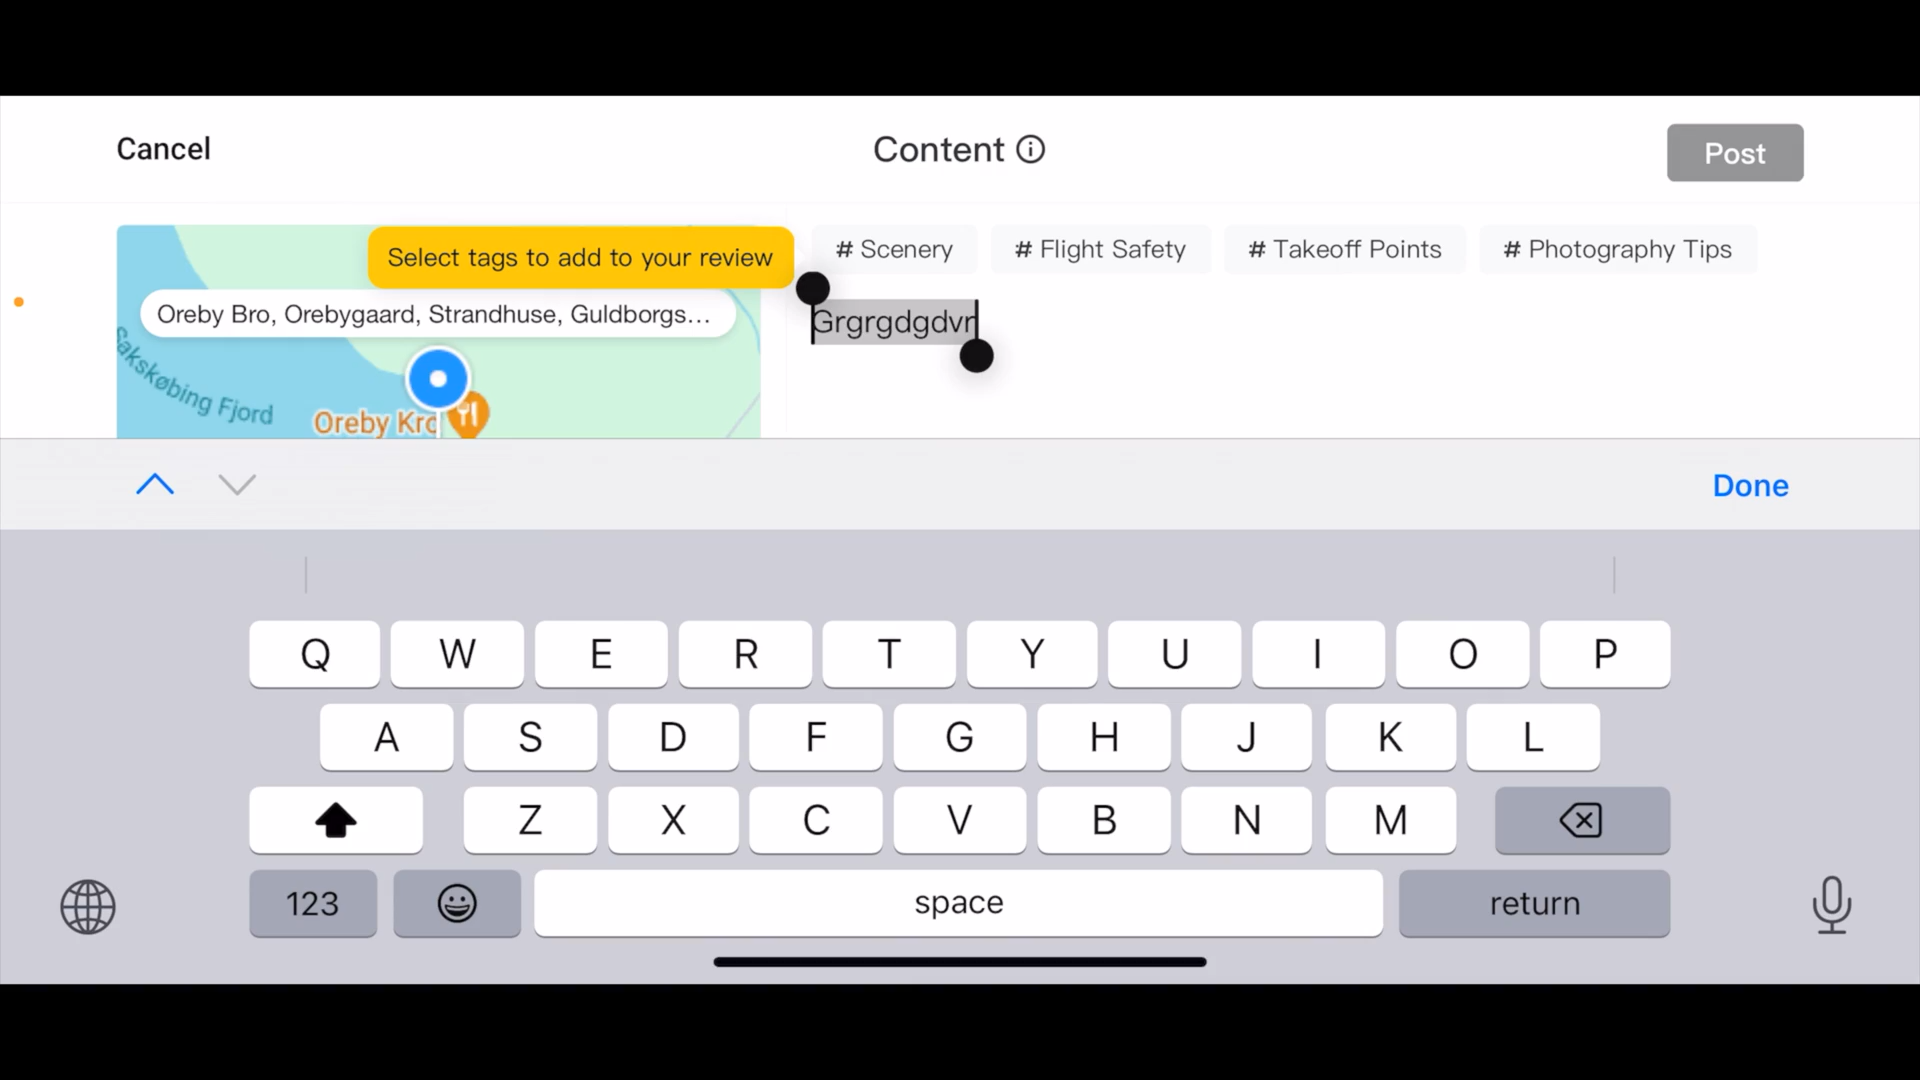 Cancel
Content
Post
Select tags to add to your review
# Scenery
# Flight Safety
# Takeoff Points
# Photography Tips
Oreby Bro, Orebygaard, Strandhuse, Guldborgs...
Grgrgdgdvr
Sakskøbing Fjord
Oreby Kro
Done
Q W E R T Y U I O P
A S D F G H J K L
Z X C V B N M
123
space
return